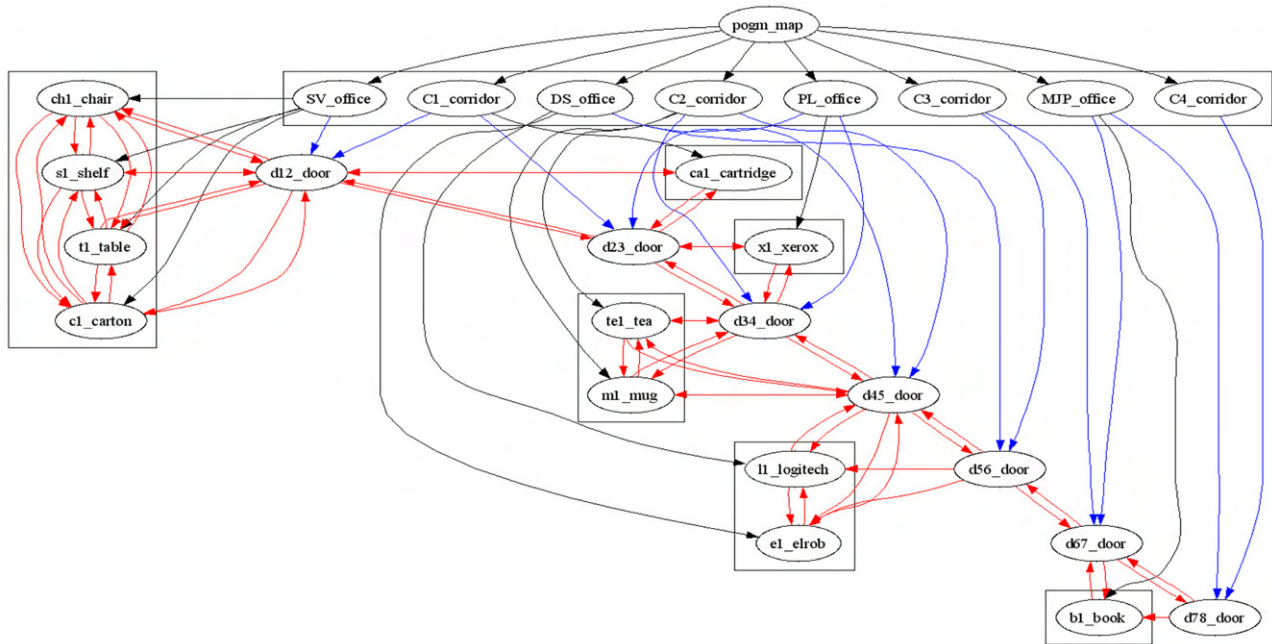 pogm_map
ch1_chair SV_office C1_corridor DS_office C2_corridor PL_office C3_corridor MJP_office C4_corridor
s1_shelf d12_door ca1_cartridge
t1_table d23_door x1_xerox
c1_carton te1_tea d34_door
m1_mug d45_door
l1_logitech d56_door
e1_elrob d67_door
b1_book d78_door